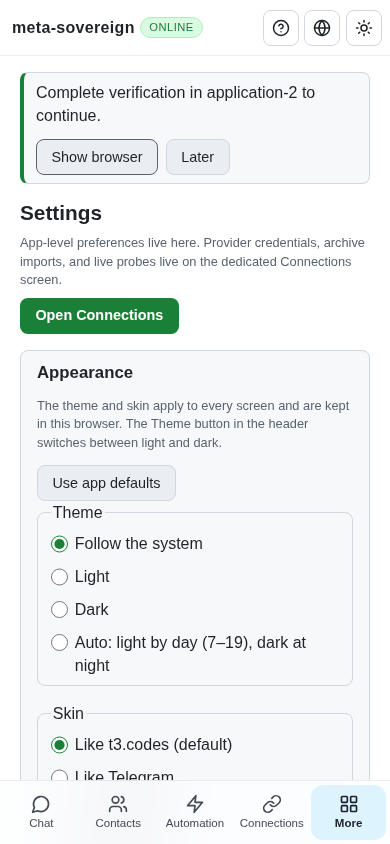 meta-sovereign ONLINE
Complete verification in application-2 to
continue.
Show browser Later
Settings
App-level preferences live here. Provider credentials, archive
imports, and live probes live on the dedicated Connections
screen.
Open Connections
Appearance
The theme and skin apply to every screen and are kept
in this browser. The Theme button in the header
switches between light and dark.
Use app defaults
Theme
Follow the system
Light
Dark
Auto: light by day (7–19), dark at
night
Skin
Like t3.codes (default)
Like Telegram
Chat Contacts Automation Connections More